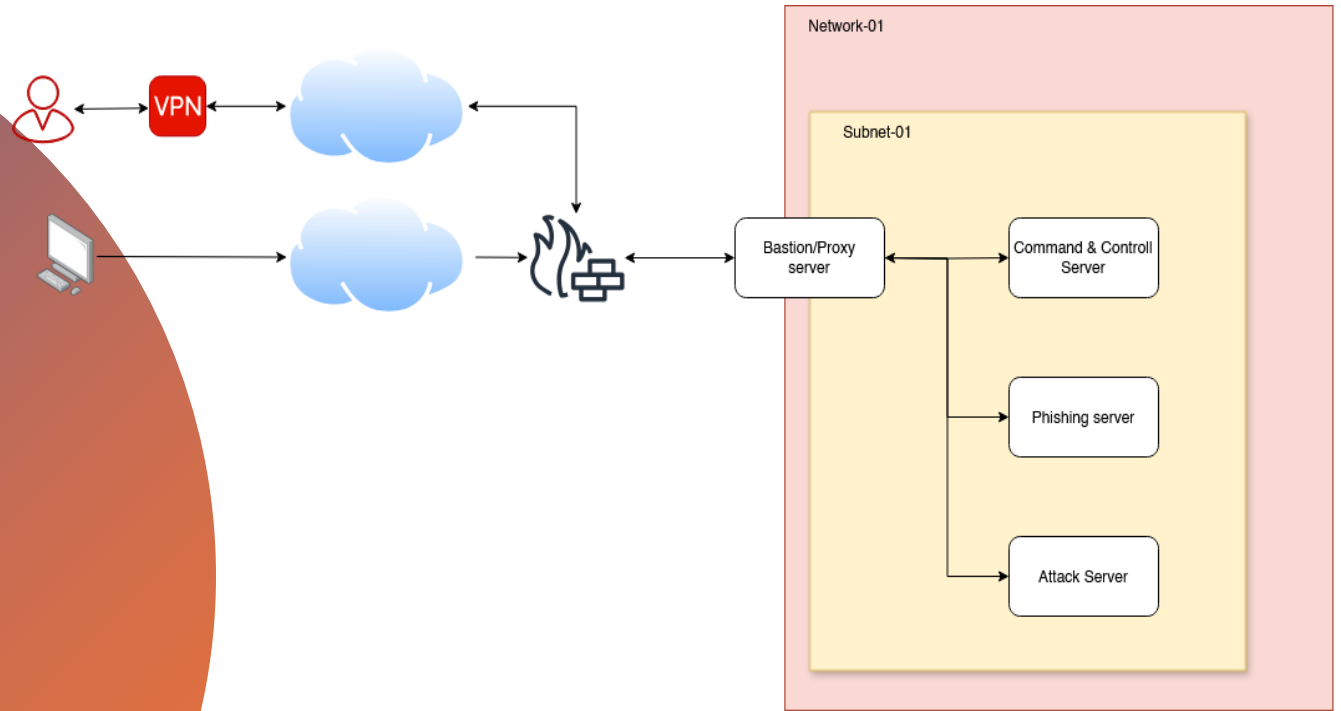 Network-01
Subnet-01
VPN
Bastion/Proxy
server
Command & Controll
Server
Phishing server
Attack Server